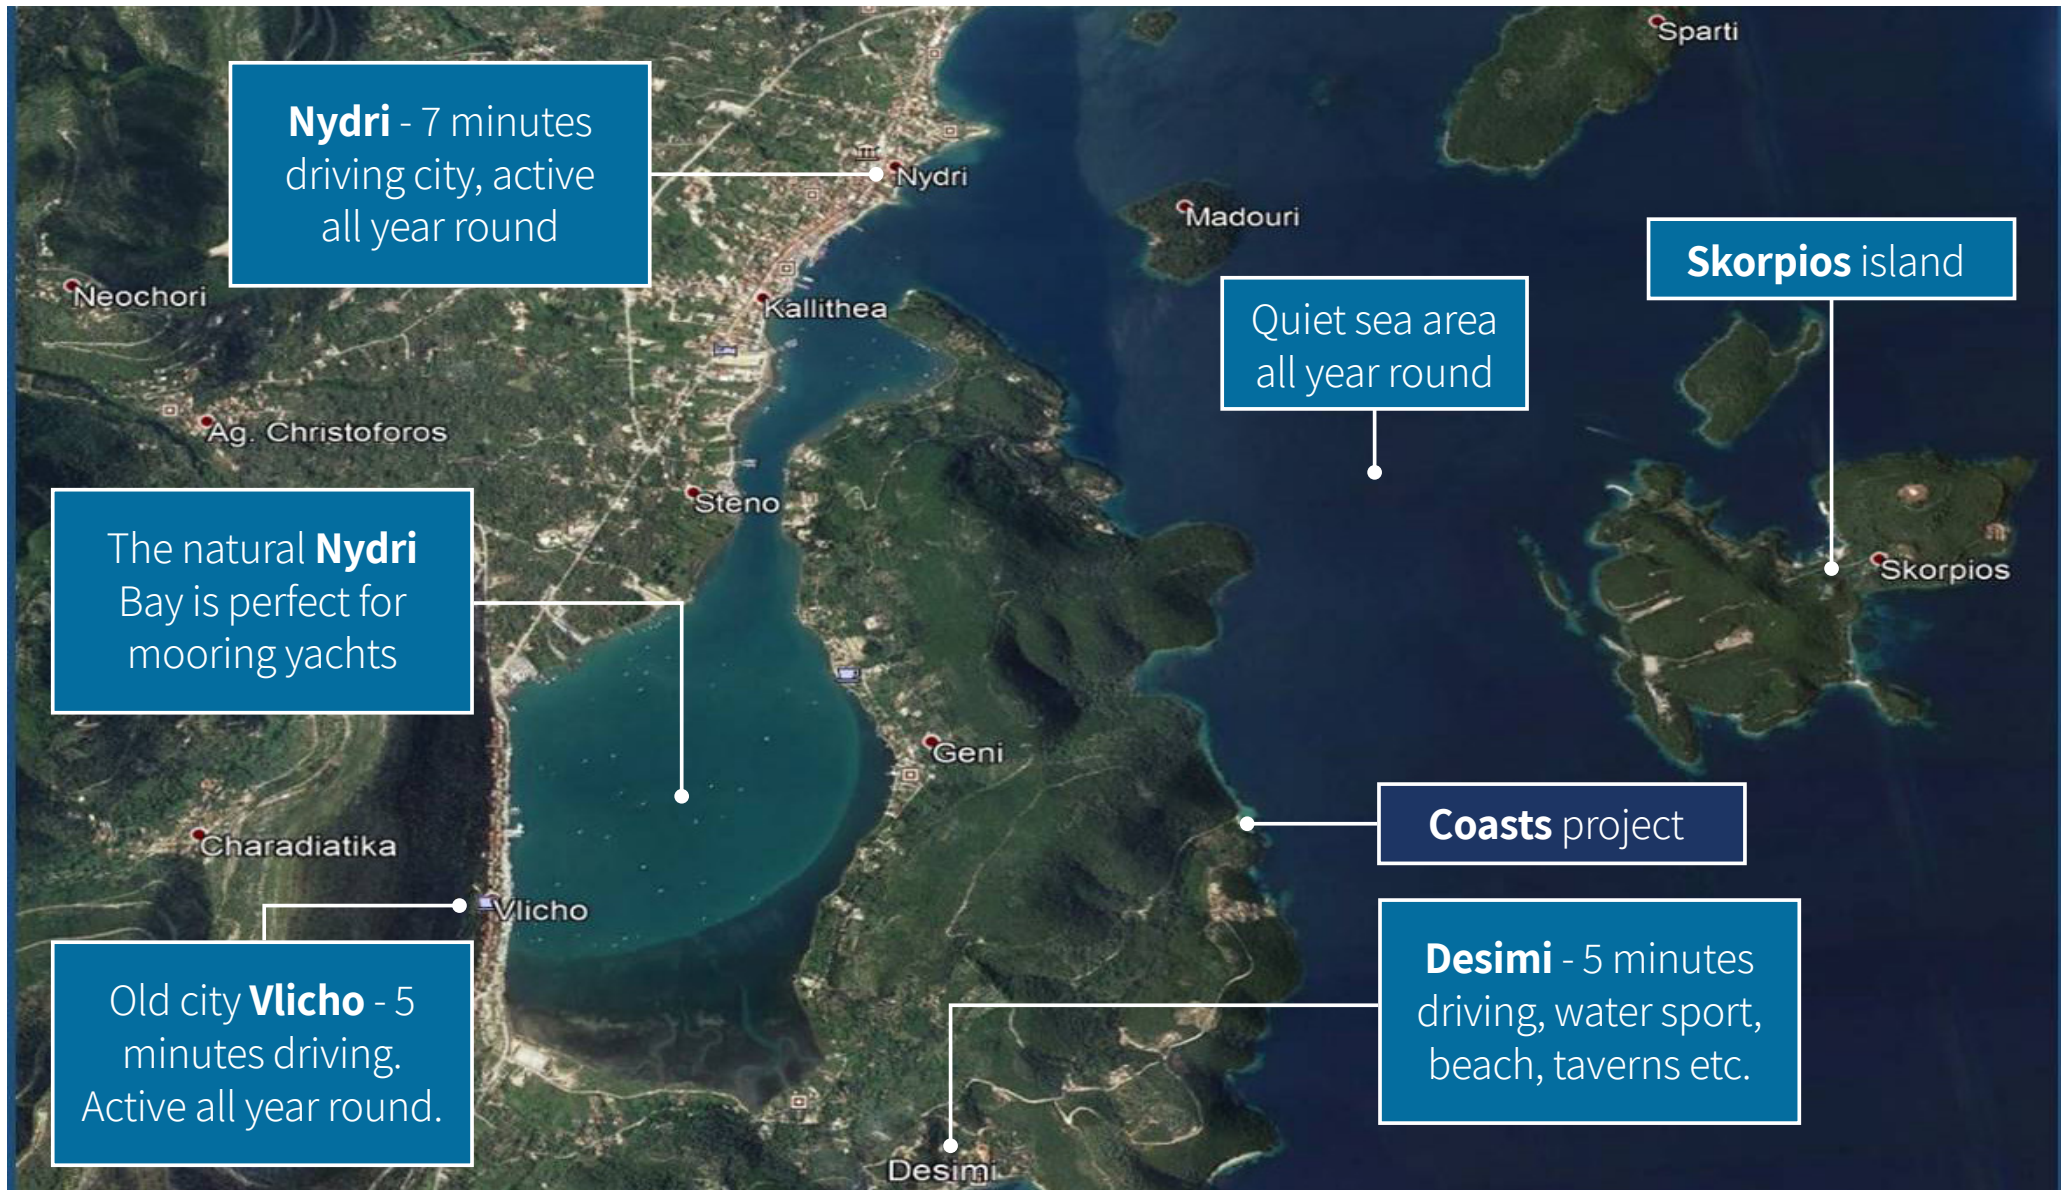 Sparti
Nydri - 7 minutes
driving city, active
all year round
Nydri
Madouri
Skorpios island
Neochori
Kallithea
Quiet sea area
all year round
Ag. Christoforos
Steno
The natural Nydri
Bay is perfect for
mooring yachts
Skorpios
Geni
Coasts project
Charadiatika
Vlicho
Old city Vlicho - 5
minutes driving.
Active all year round.
Desimi - 5 minutes
driving, water sport,
beach, taverns etc.
Desimi